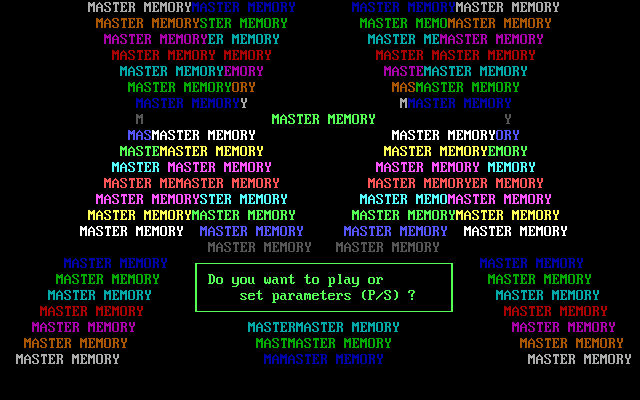 MASTER MEMORYMASTER MEMORY MASTER MEMORYMASTER MEMORY
MASTER MEMORYSTER MEMORY MASTER MEMOMASTER MEMORY
MASTER MEMORYER MEMORY MASTER MEMASTER MEMORY
MASTER MEMORY MEMORY MASTER MASTER MEMORY
MASTER MEMORYEMORY MASTEMASTER MEMORY
MASTER MEMORYORY MASMASTER MEMORY
MASTER MEMORYY MMASTER MEMORY
M MASTER MEMORY Y
MASMASTER MEMORY MASTER MEMORYORY
MASTEMASTER MEMORY MASTER MEMORYEMORY
MASTER MASTER MEMORY MASTER MEMORY MEMORY
MASTER MEMASTER MEMORY MASTER MEMORYER MEMORY
MASTER MEMORYSTER MEMORY MASTER MEMOMASTER MEMORY
MASTER MEMORYMASTER MEMORY MASTER MEMORYMASTER MEMORY
MASTER MEMORY MASTER MEMORY MASTER MEMORY MASTER MEMORY
MASTER MEMORY MASTER MEMORY
MASTER MEMORY MASTER MEMORY
MASTER MEMORY Do you want to play or MASTER MEMORY
MASTER MEMORY set parameters (P/S) ? MASTER MEMORY
MASTER MEMORY MASTER MEMORY
MASTER MEMORY MASTERMASTER MEMORY MASTER MEMORY
MASTER MEMORY MASTMASTER MEMORY MASTER MEMORY
MASTER MEMORY MAMASTER MEMORY MASTER MEMORY